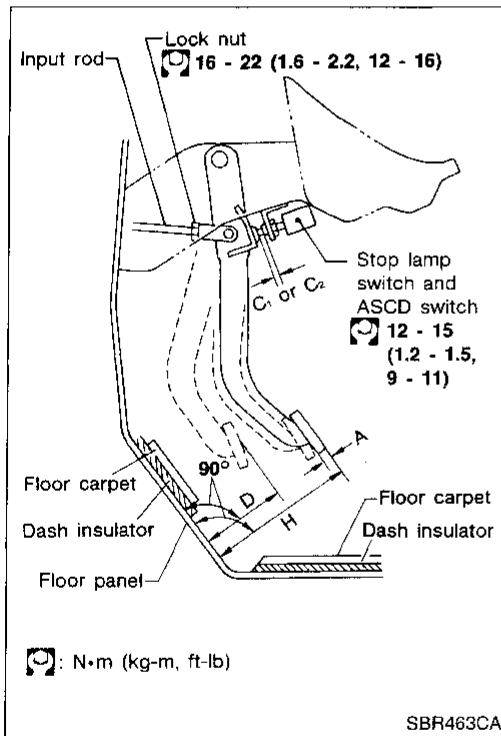 Lock nut
16 - 22 (1.6 - 2.2, 12 - 16)
Input rod
Stop lamp
switch and
ASCD switch
12 - 15
(1.2 - 1.5,
9 - 11)
C₁ or C₂
A
90°
D
H
Floor carpet
Dash insulator
Floor panel
Floor carpet
Dash insulator
: N•m (kg-m, ft-lb)
SBR463CA